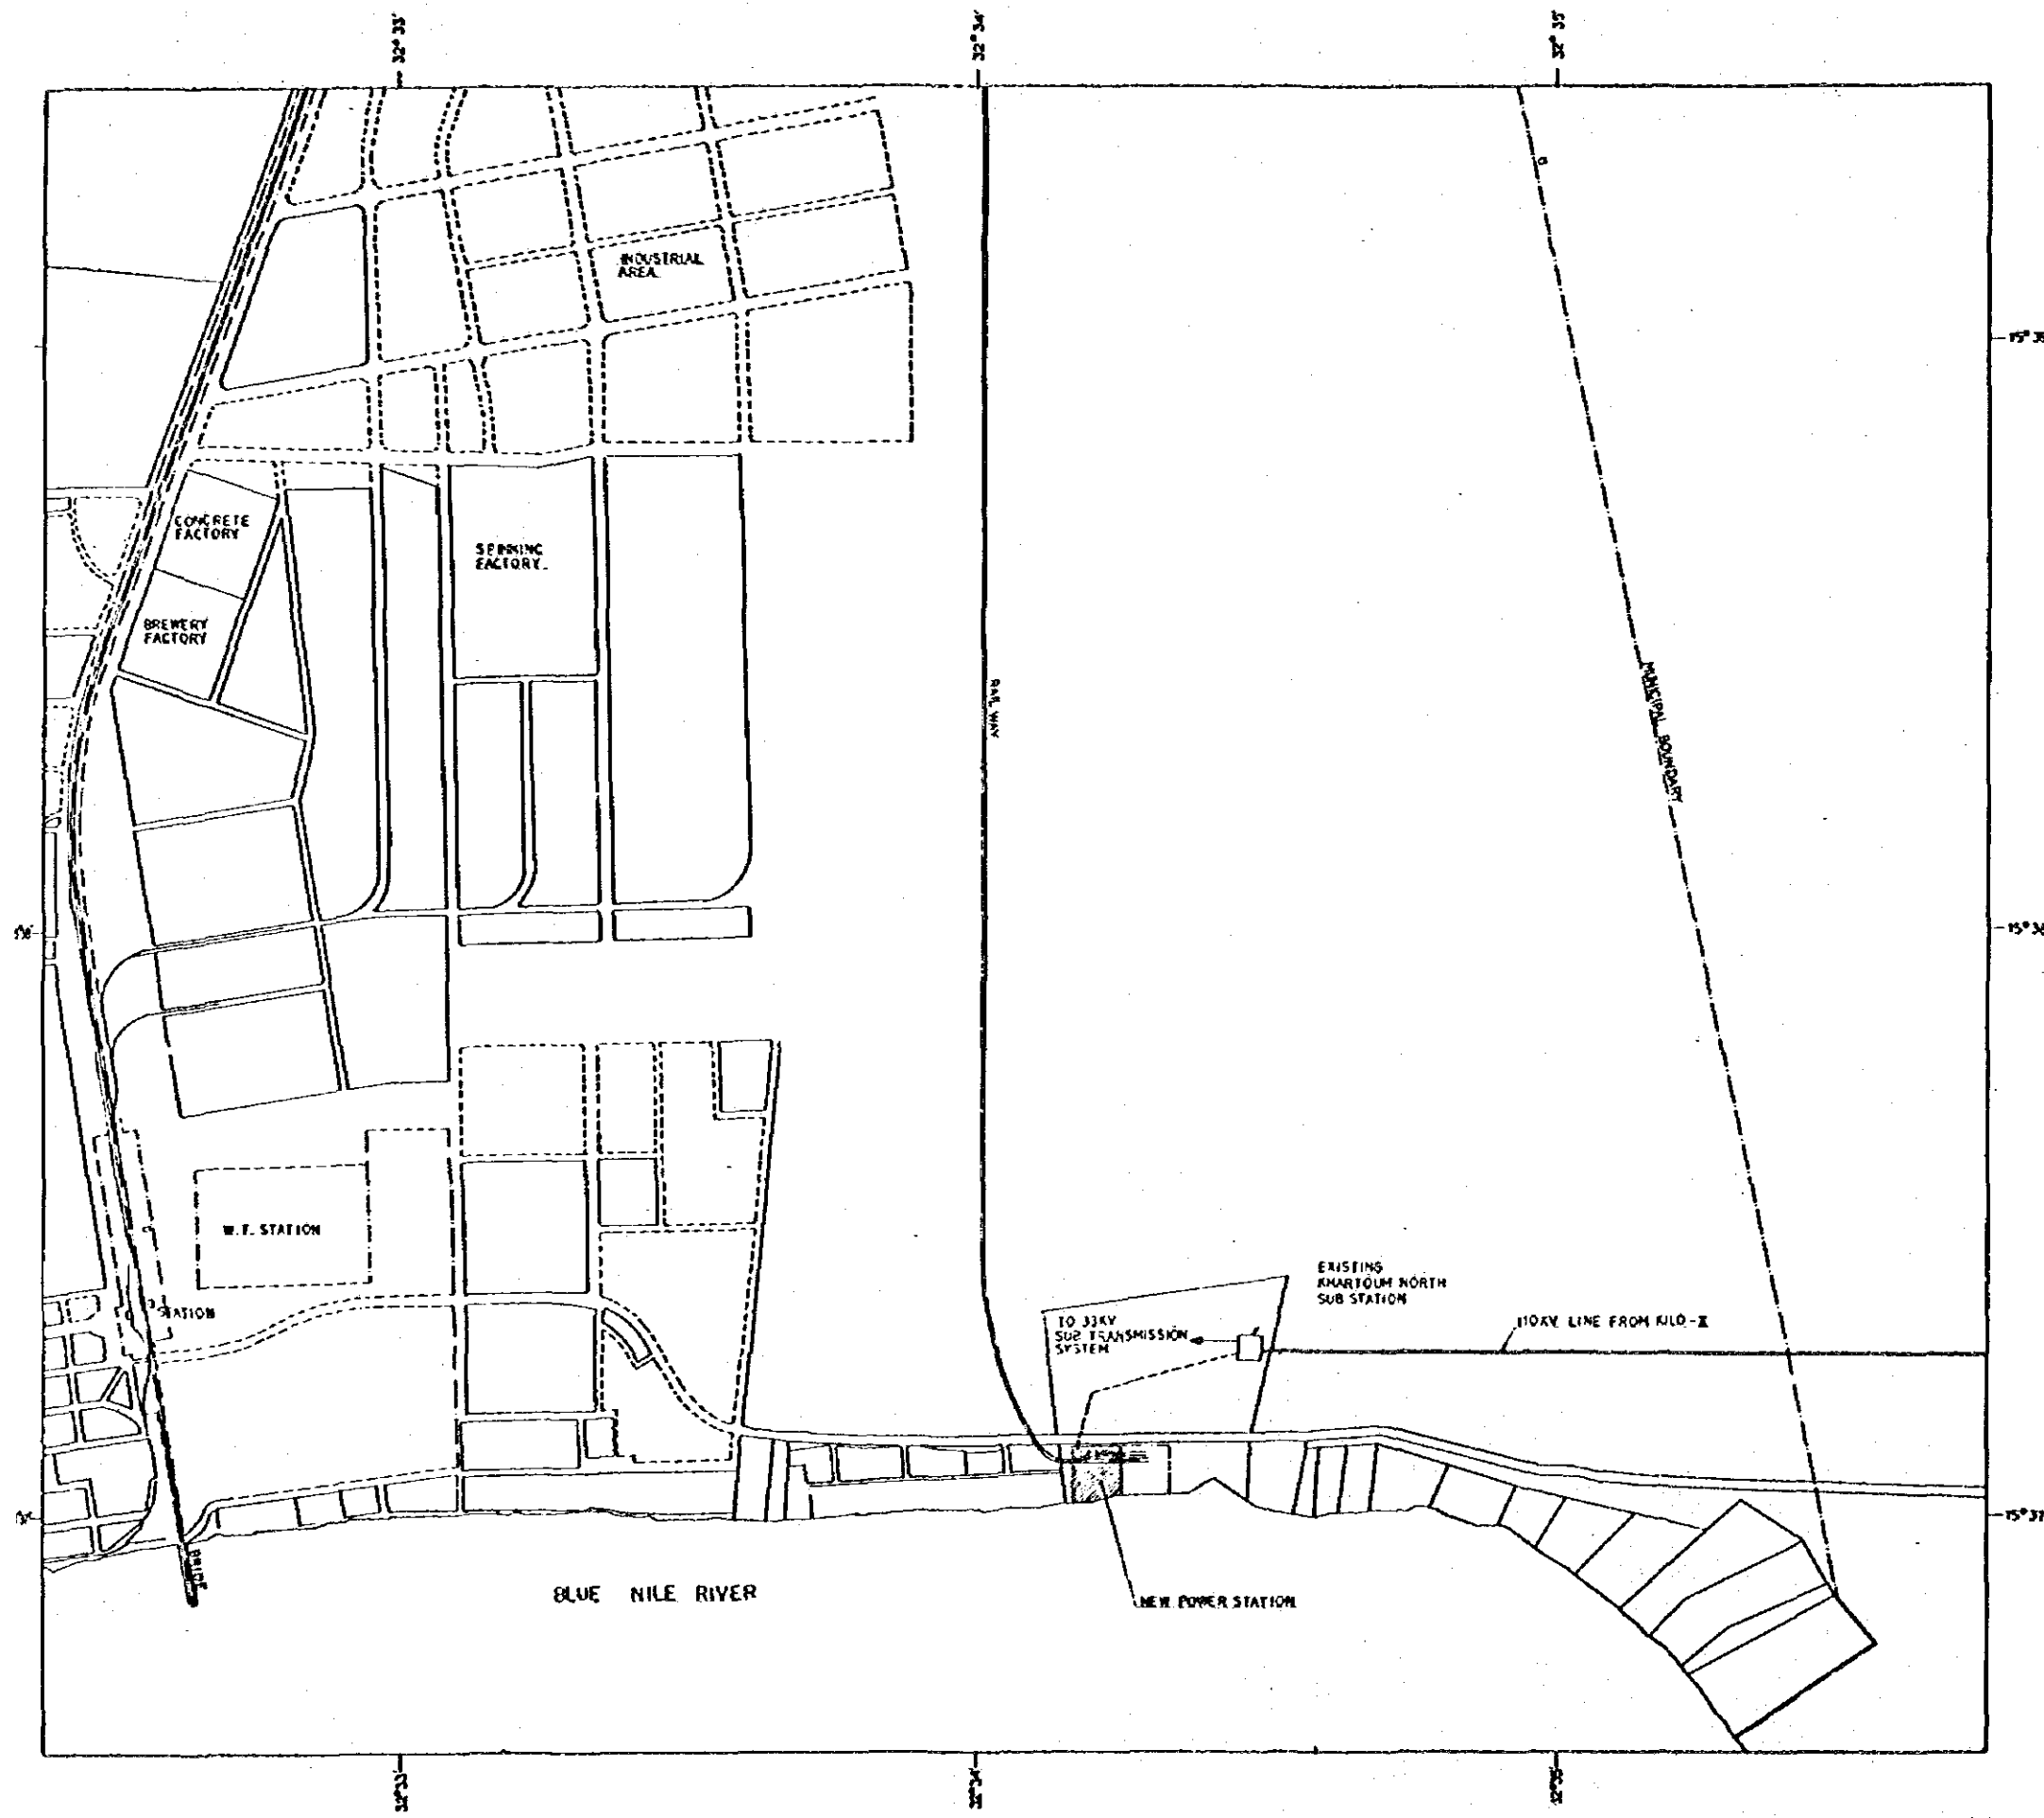 32°33'
32°34'
32°35'
INDUSTRIAL
AREA.
CONCRETE
FACTORY
SPINNING
FACTORY.
BREWERY
FACTORY
RAIL WAY
MUNICIPAL BOUNDARY
15°38'
W.T. STATION
STATION
EXISTING
KHARTOUM NORTH
SUB STATION
TO 33KV
SUB TRANSMISSION
SYSTEM
110KV LINE FROM KILO-X
15°37'
BLUE NILE RIVER
NEW POWER STATION
32°33'
32°34'
32°35'